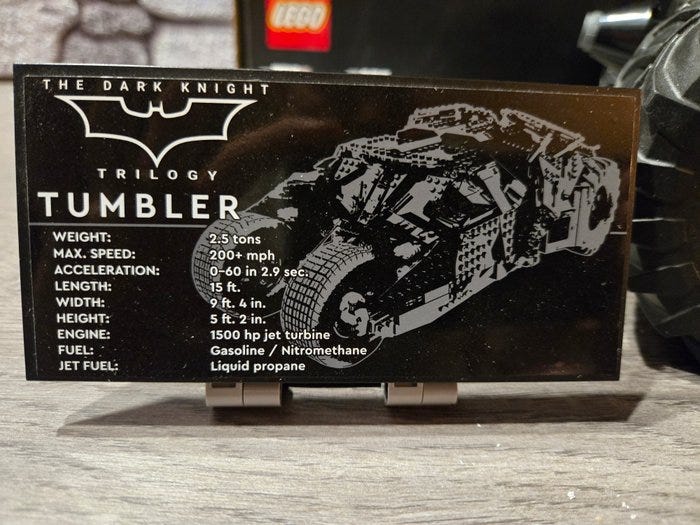 LEGO
THE DARK KNIGHT
TRILOGY
TUMBLER
WEIGHT: 2.5 tons
MAX. SPEED: 200+ mph
ACCELERATION: 0-60 in 2.9 sec.
LENGTH: 15 ft.
WIDTH: 9 ft. 4 in.
HEIGHT: 5 ft. 2 in.
ENGINE: 1500 hp jet turbine
FUEL: Gasoline / Nitromethane
JET FUEL: Liquid propane